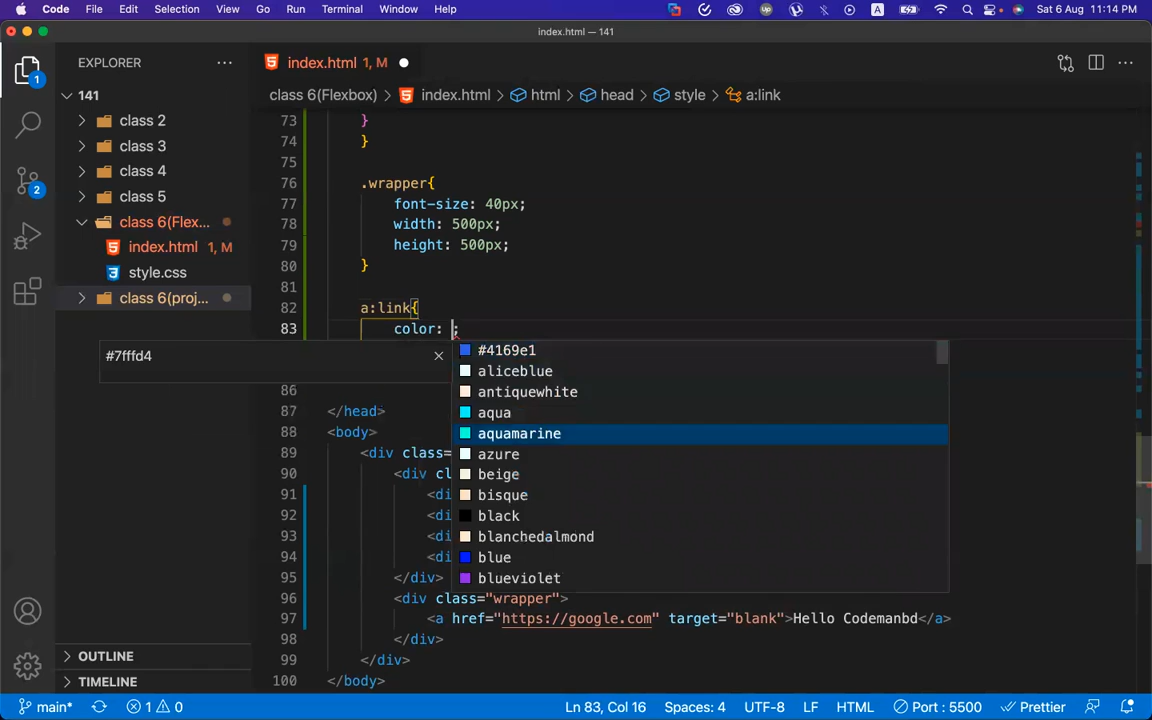 Code File Edit Selection View Go Run Terminal Window Help A Sat 6 Aug 11:14 PM
index.html — 141
EXPLORER
index.html 1, M
1
141
class 6(Flexbox) > index.html > html > head > style > a:link
class 2
class 3
class 4
class 5
class 6(Flex...
index.html 1, M
style.css
class 6(proj...
2
73 }
74 }
75
76 .wrapper{
77 font-size: 40px;
78 width: 500px;
79 height: 500px;
80 }
81
82 a:link{
83 color: ;
#7fffd4
#4169e1
aliceblue
antiquewhite
aqua
aquamarine
azure
beige
bisque
black
blanchedalmond
blue
blueviolet
86
87 </head>
88 <body>
89 <div class=
90 <div cl
91 <di
92 <di
93 <di
94 <di
95 </div>
96 <div class="wrapper">
97 <a href="https://google.com" target="blank">Hello Codemanbd</a>
98 </div>
99 </div>
100 </body>
OUTLINE
TIMELINE
main* 1 0 Ln 83, Col 16 Spaces: 4 UTF-8 LF HTML Port : 5500 Prettier